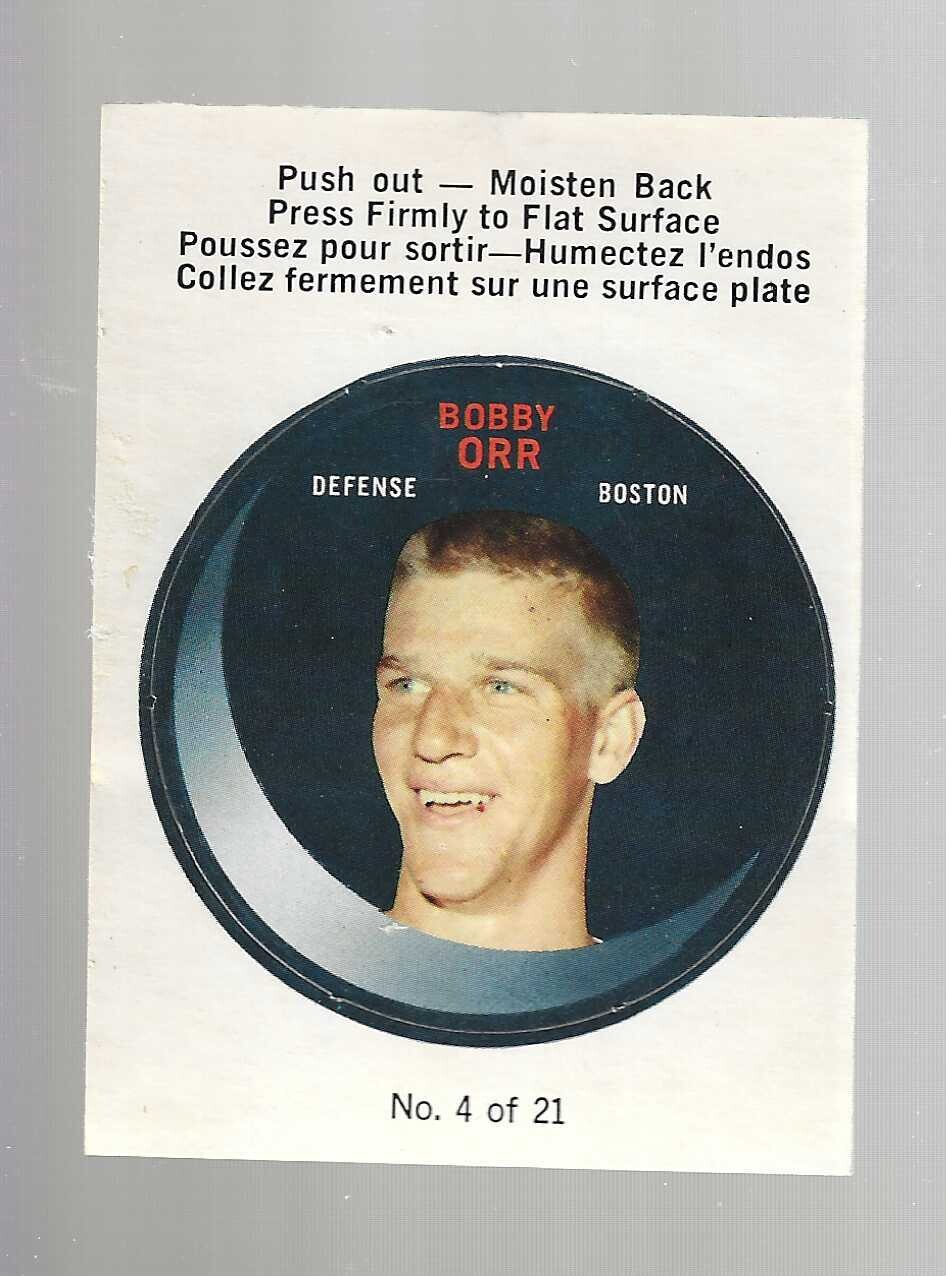 Push out — Moisten Back
Press Firmly to Flat Surface
Poussez pour sortir—Humectez l'endos
Collez fermement sur une surface plate
BOBBY
ORR
DEFENSE BOSTON
No. 4 of 21